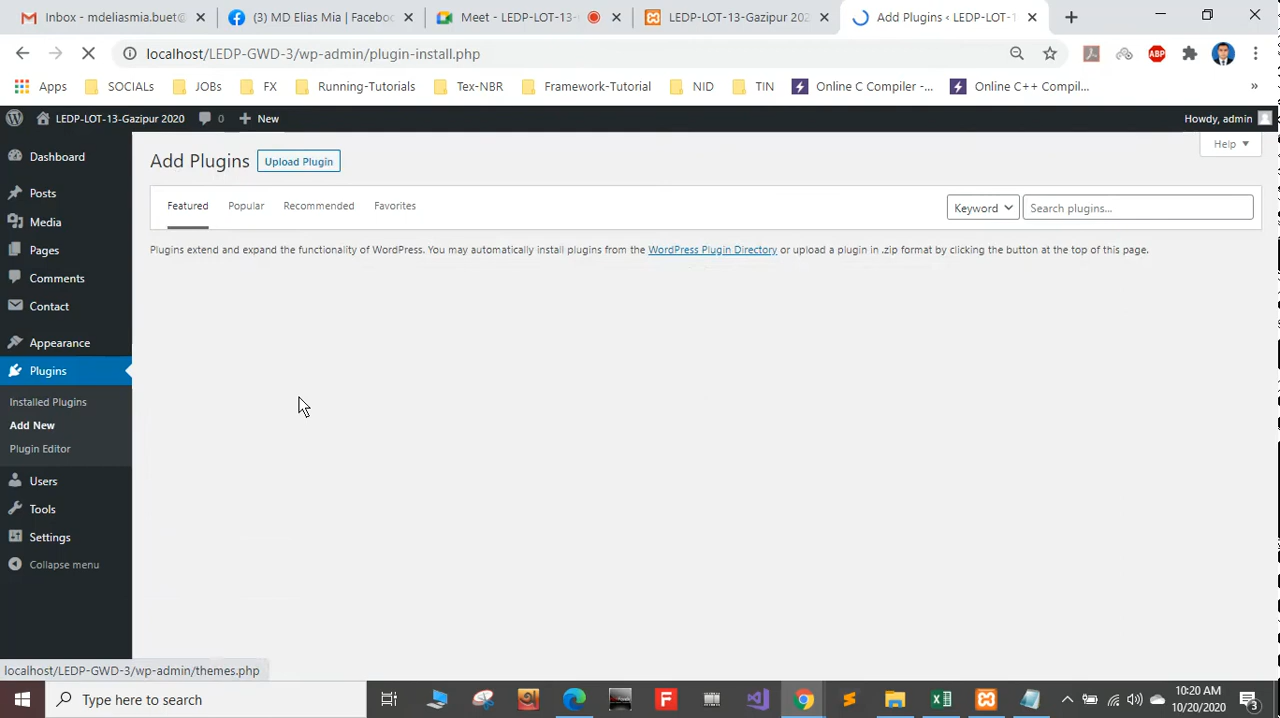 Inbox - mdeliasmia.buet@
(3) MD Elias Mia | Faceboo
Meet - LEDP-LOT-13-
LEDP-LOT-13-Gazipur 202
Add Plugins ‹ LEDP-LOT-1
localhost/LEDP-GWD-3/wp-admin/plugin-install.php
ABP
Apps
SOCIALs
JOBs
FX
Running-Tutorials
Tex-NBR
Framework-Tutorial
NID
TIN
Online C Compiler -...
Online C++ Compil...
»
LEDP-LOT-13-Gazipur 2020
0
New
Howdy, admin
Help
Add Plugins
Upload Plugin
Featured
Popular
Recommended
Favorites
Keyword
Search plugins...
Plugins extend and expand the functionality of WordPress. You may automatically install plugins from the WordPress Plugin Directory or upload a plugin in .zip format by clicking the button at the top of this page.
Dashboard
Posts
Media
Pages
Comments
Contact
Appearance
Plugins
Installed Plugins
Add New
Plugin Editor
Users
Tools
Settings
Collapse menu
localhost/LEDP-GWD-3/wp-admin/themes.php
Type here to search
F
10:20 AM
10/20/2020
3